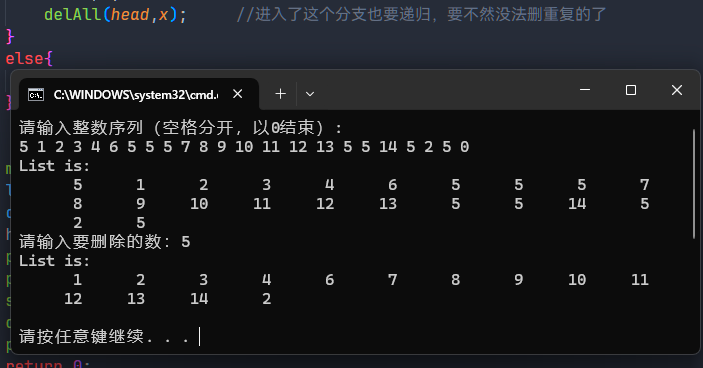 delAll(head,x);     //进入了这个分支也要递归，要不然没法删重复的了
}
else{
C:\WINDOWS\system32\cmd.
请输入整数序列（空格分开，以0结束）：
5 1 2 3 4 6 5 5 5 7 8 9 10 11 12 13 5 5 14 5 2 5 0
List is:
5 1 2 3 4 6 5 5 5 7
8 9 10 11 12 13 5 5 14 5
2 5
请输入要删除的数：5
List is:
1 2 3 4 6 7 8 9 10 11
12 13 14 2
请按任意键继续. . .
return 0;